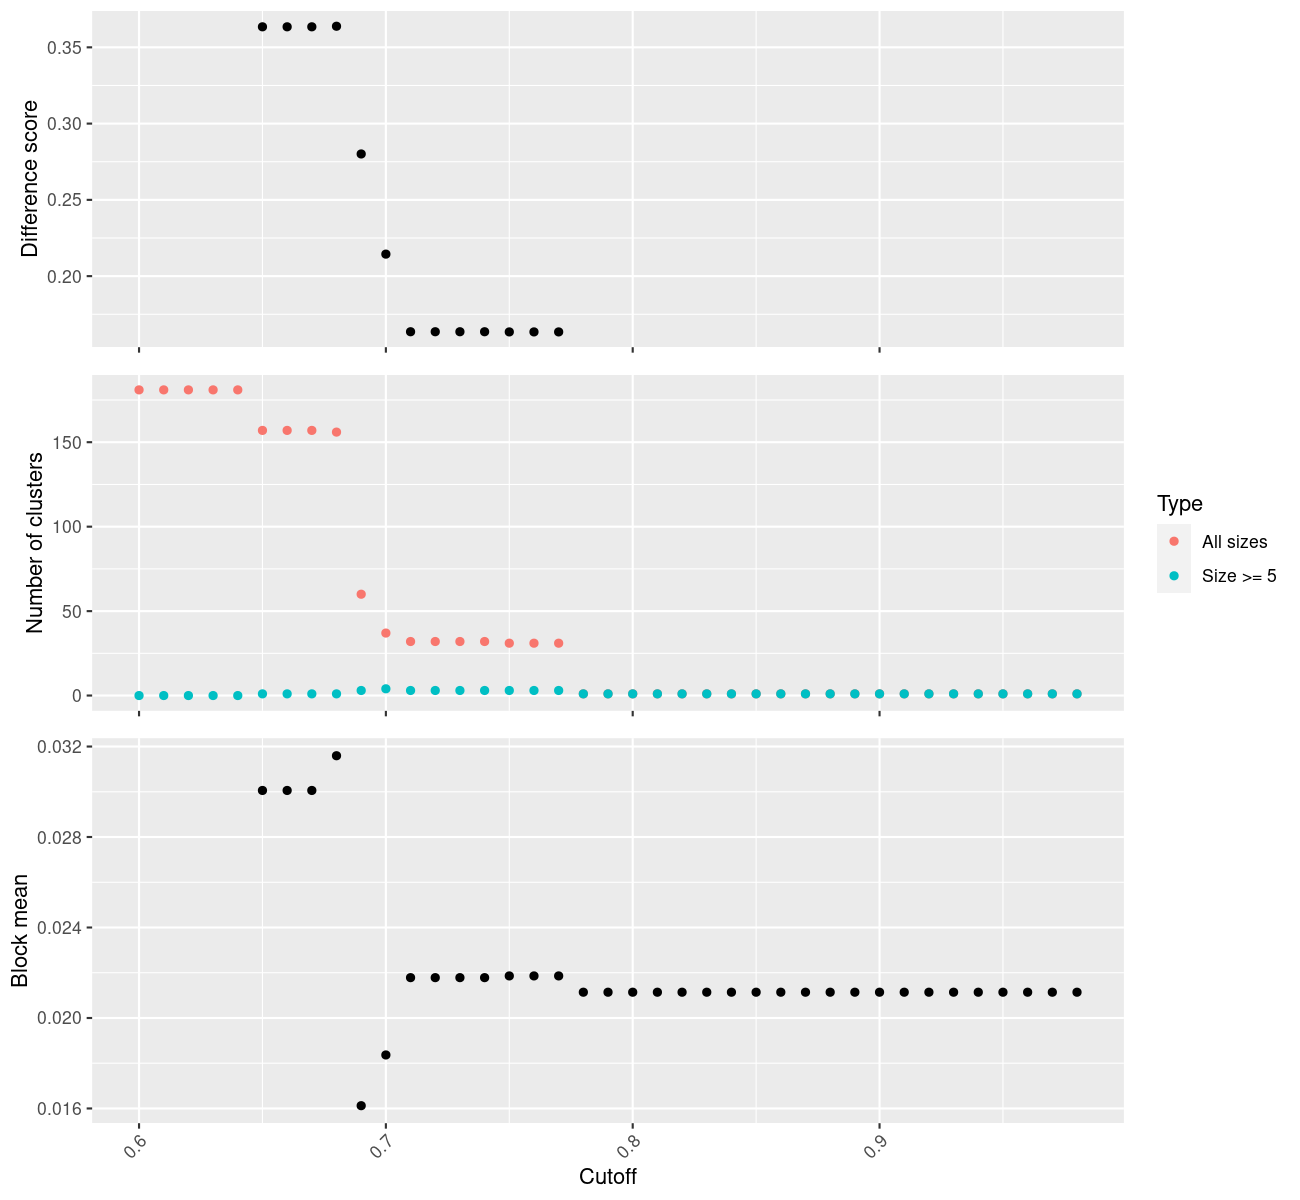 Difference score
0.35
0.30
0.25
0.20
Number of clusters
150
100
50
0
Type
All sizes
Size >= 5
Block mean
0.032
0.028
0.024
0.020
0.016
0.6
0.7
0.8
0.9
Cutoff